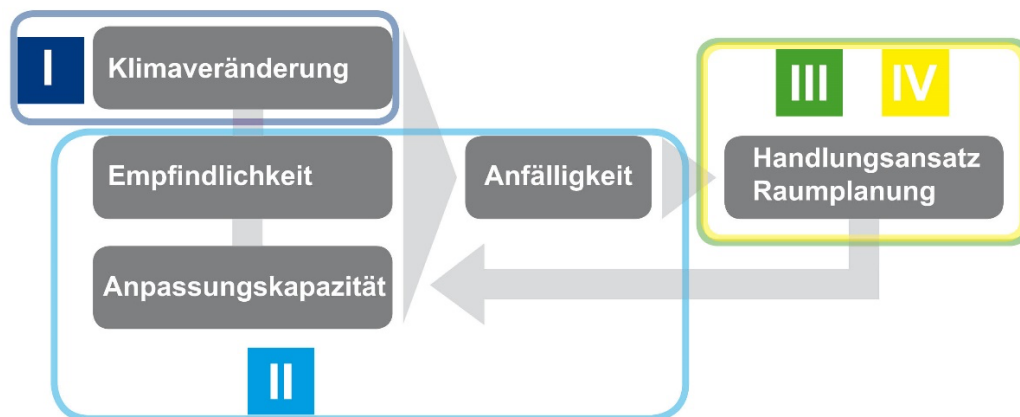 I
Klimaveränderung
Empfindlichkeit
Anpassungskapazität
II
Anfälligkeit
III
IV
Handlungsansatz
Raumplanung